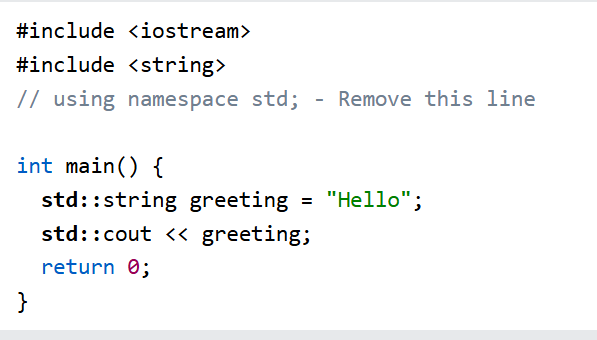 #include <iostream>
#include <string>
// using namespace std; - Remove this line
int main() {
std::string greeting = "Hello";
std::cout << greeting;
return 0;
}